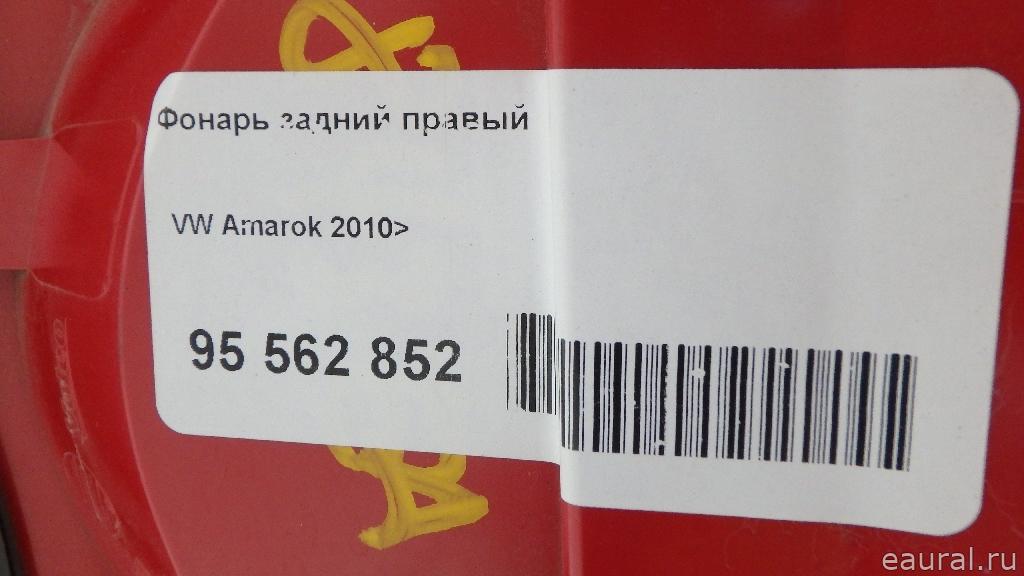 Фонарь задний правый
VW Amarok 2010>
95 562 852
eaural.ru